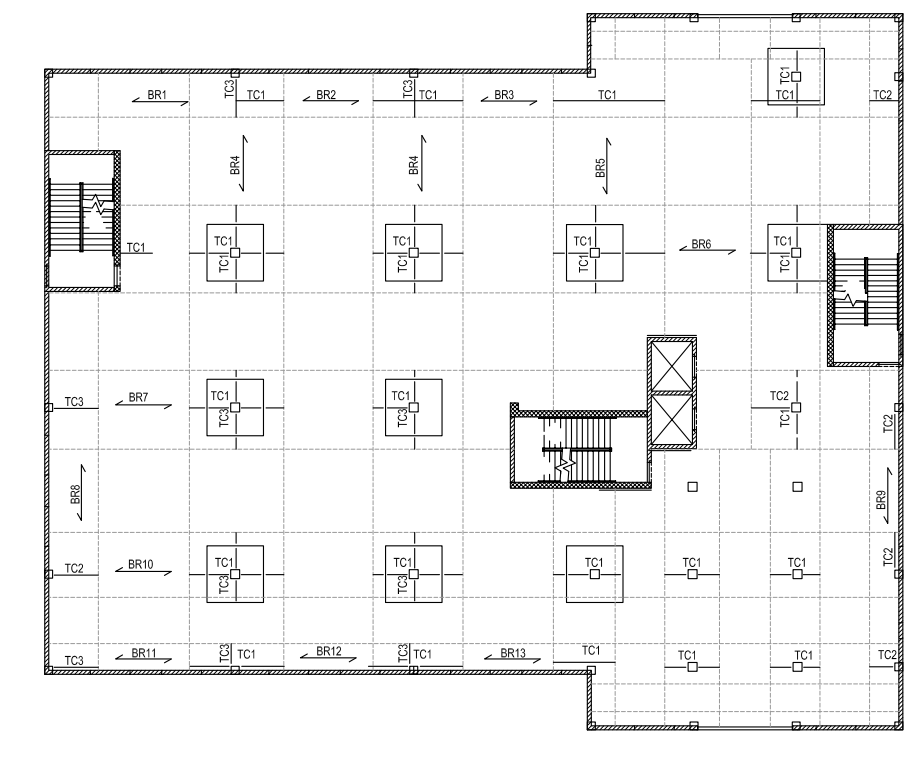 TC1
BR1 TC3 TC1 BR2 TC3 TC1 BR3 TC1 TC1 TC2
BR4 BR4 BR5
TC1 TC1 TC1 TC1 TC1
TC1 TC1 TC1 BR6 TC1
TC3 BR7 TC1 TC1 TC2
TC3 TC3 TC1 TC2
BR8 BR9
TC2 BR10 TC1 TC1 TC1 TC1 TC1 TC2
TC3 TC3
TC3 BR11 TC3 TC1 BR12 TC3 TC1 BR13 TC1 TC1 TC1 TC2